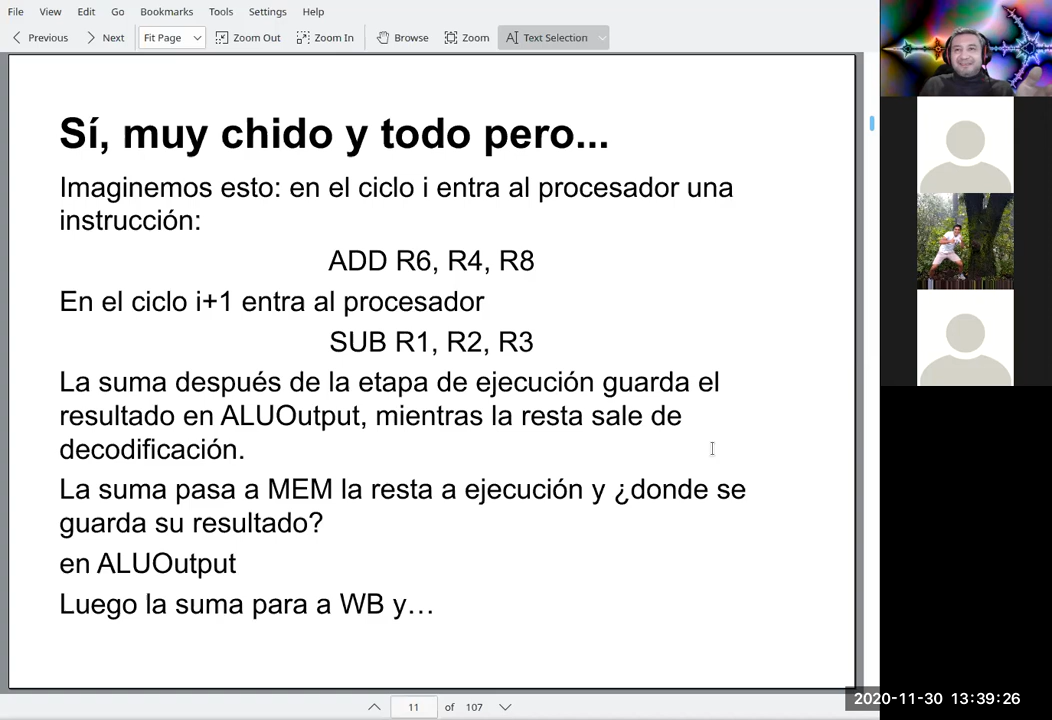 File View Edit Go Bookmarks Tools Settings Help
Previous Next Fit Page Zoom Out Zoom In Browse Zoom Text Selection
Sí, muy chido y todo pero...
Imaginemos esto: en el ciclo i entra al procesador una
instrucción:
ADD R6, R4, R8
En el ciclo i+1 entra al procesador
SUB R1, R2, R3
La suma después de la etapa de ejecución guarda el
resultado en ALUOutput, mientras la resta sale de
decodificación.
La suma pasa a MEM la resta a ejecución y ¿donde se
guarda su resultado?
en ALUOutput
Luego la suma para a WB y…
11 of 107
2020-11-30 13:39:26